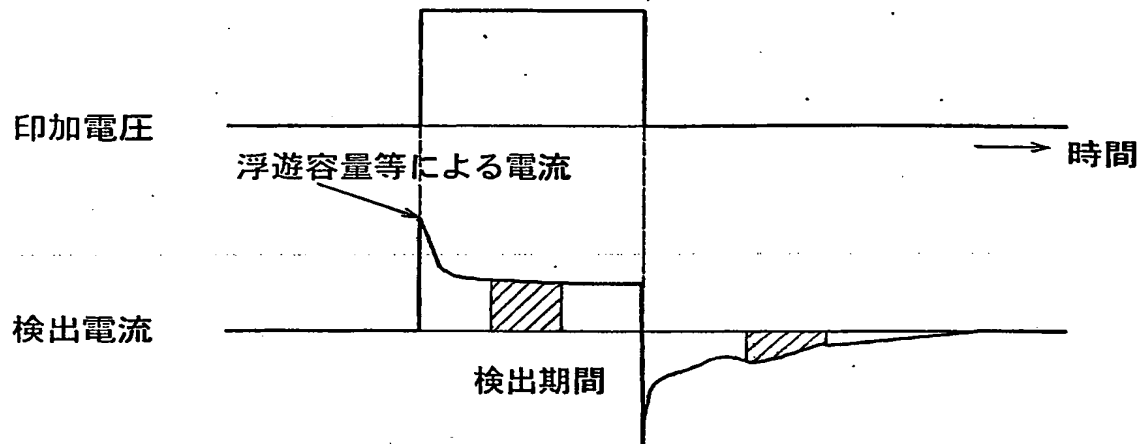 印加電圧
時間
浮遊容量等による電流
検出電流
検出期間